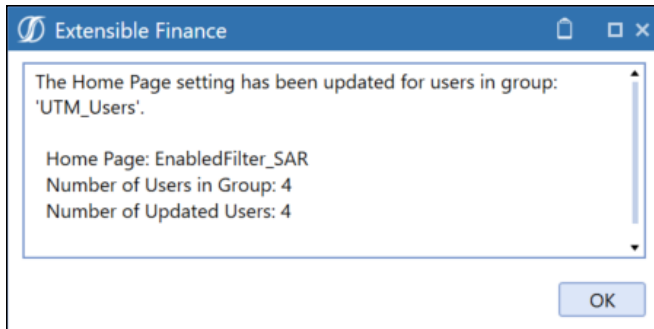 Extensible Finance
The Home Page setting has been updated for users in group:
'UTM_Users'.
Home Page: EnabledFilter_SAR
Number of Users in Group: 4
Number of Updated Users: 4
OK